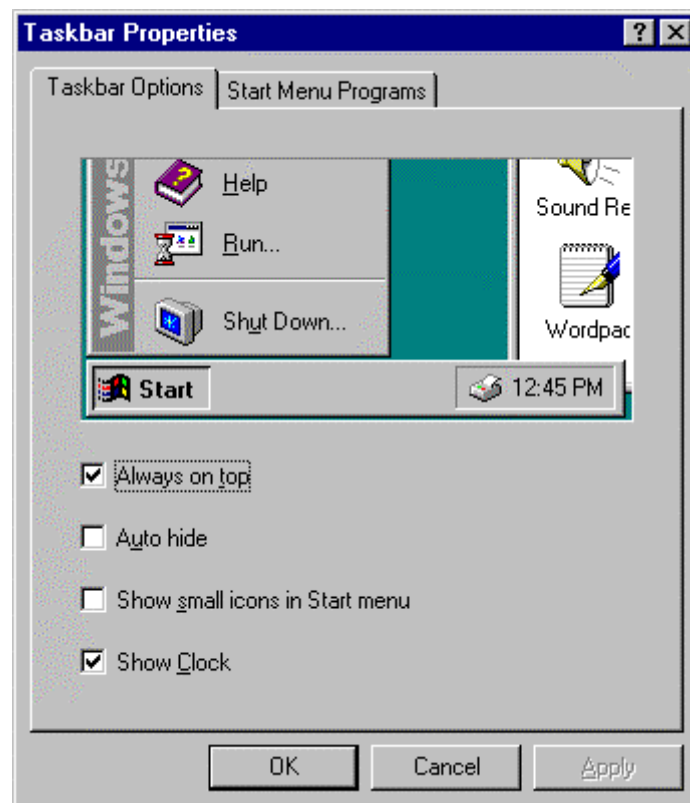 Taskbar Properties
Taskbar Options
Start Menu Programs
Windows
Help
Run...
Shut Down...
Sound Re
Wordpad
Start
12:45 PM
Always on top
Auto hide
Show small icons in Start menu
Show Clock
OK
Cancel
Apply